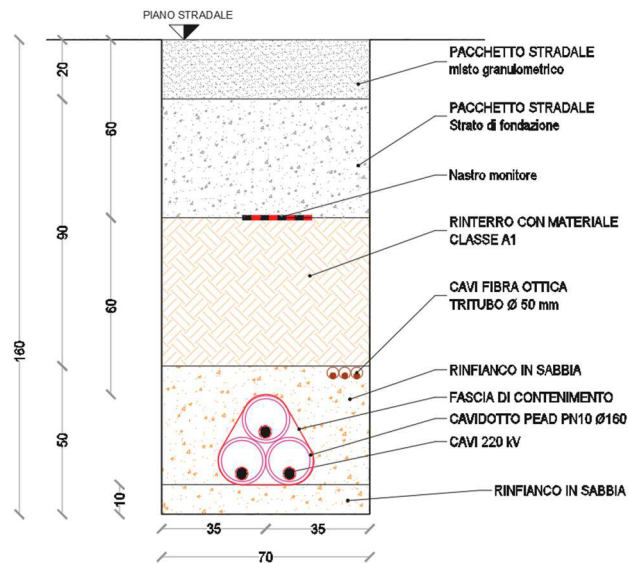 PIANO STRADALE
20
60
90
60
160
50
10
PACCHETTO STRADALE
misto granulometrico
PACCHETTO STRADALE
Strato di fondazione
Nastro monitore
RINTERRO CON MATERIALE
CLASSE A1
CAVI FIBRA OTTICA
TRITUBO Ø 50 mm
RINFIANCO IN SABBIA
FASCIA DI CONTENIMENTO
CAVIDOTTO PEAD PN10 Ø160
CAVI 220 kV
RINFIANCO IN SABBIA
35
35
70